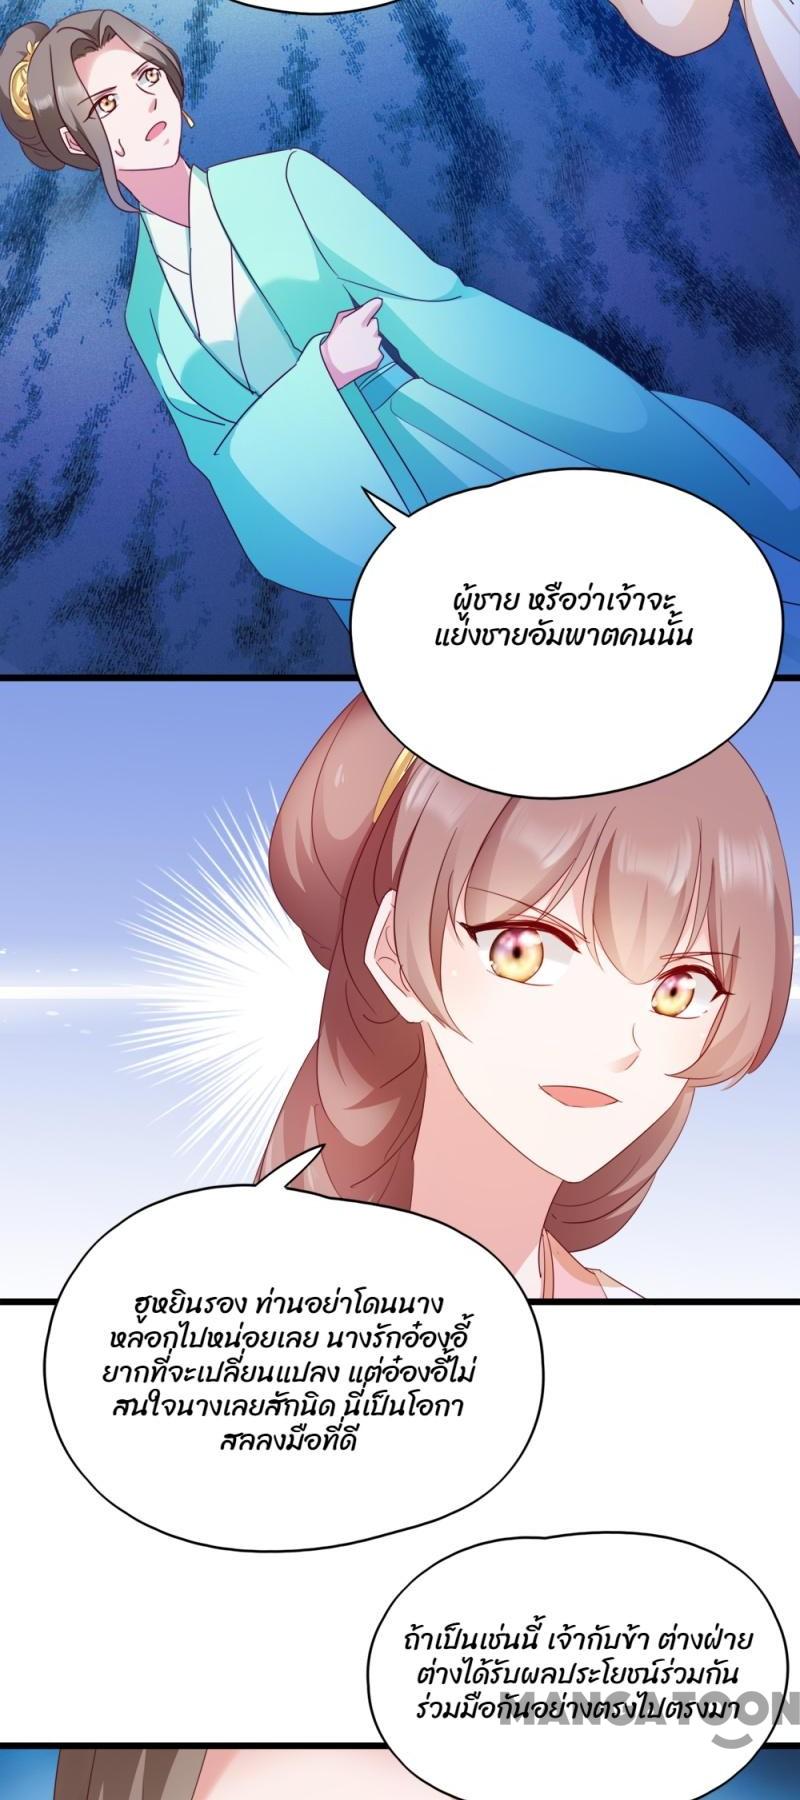 ผู้ชาย หรือว่าเจ้าจะ
แย่งชายอัมพาตคนนั้น
ฮูหยินรอง ท่านอย่าโดนนาง
หลอกไปหน่อยเลย นางรักอ๋องอี้
ยากที่จะเปลี่ยนแปลง แต่อ๋องอี้ไม่
สนใจนางเลยสักนิด นี่เป็นโอกา
สลงมือที่ดี
ถ้าเป็นเช่นนี้ เจ้ากับข้า ต่างฝ่าย
ต่างได้รับผลประโยชน์ร่วมกัน
ร่วมมือกันอย่างตรงไปตรงมา
MANGATOON